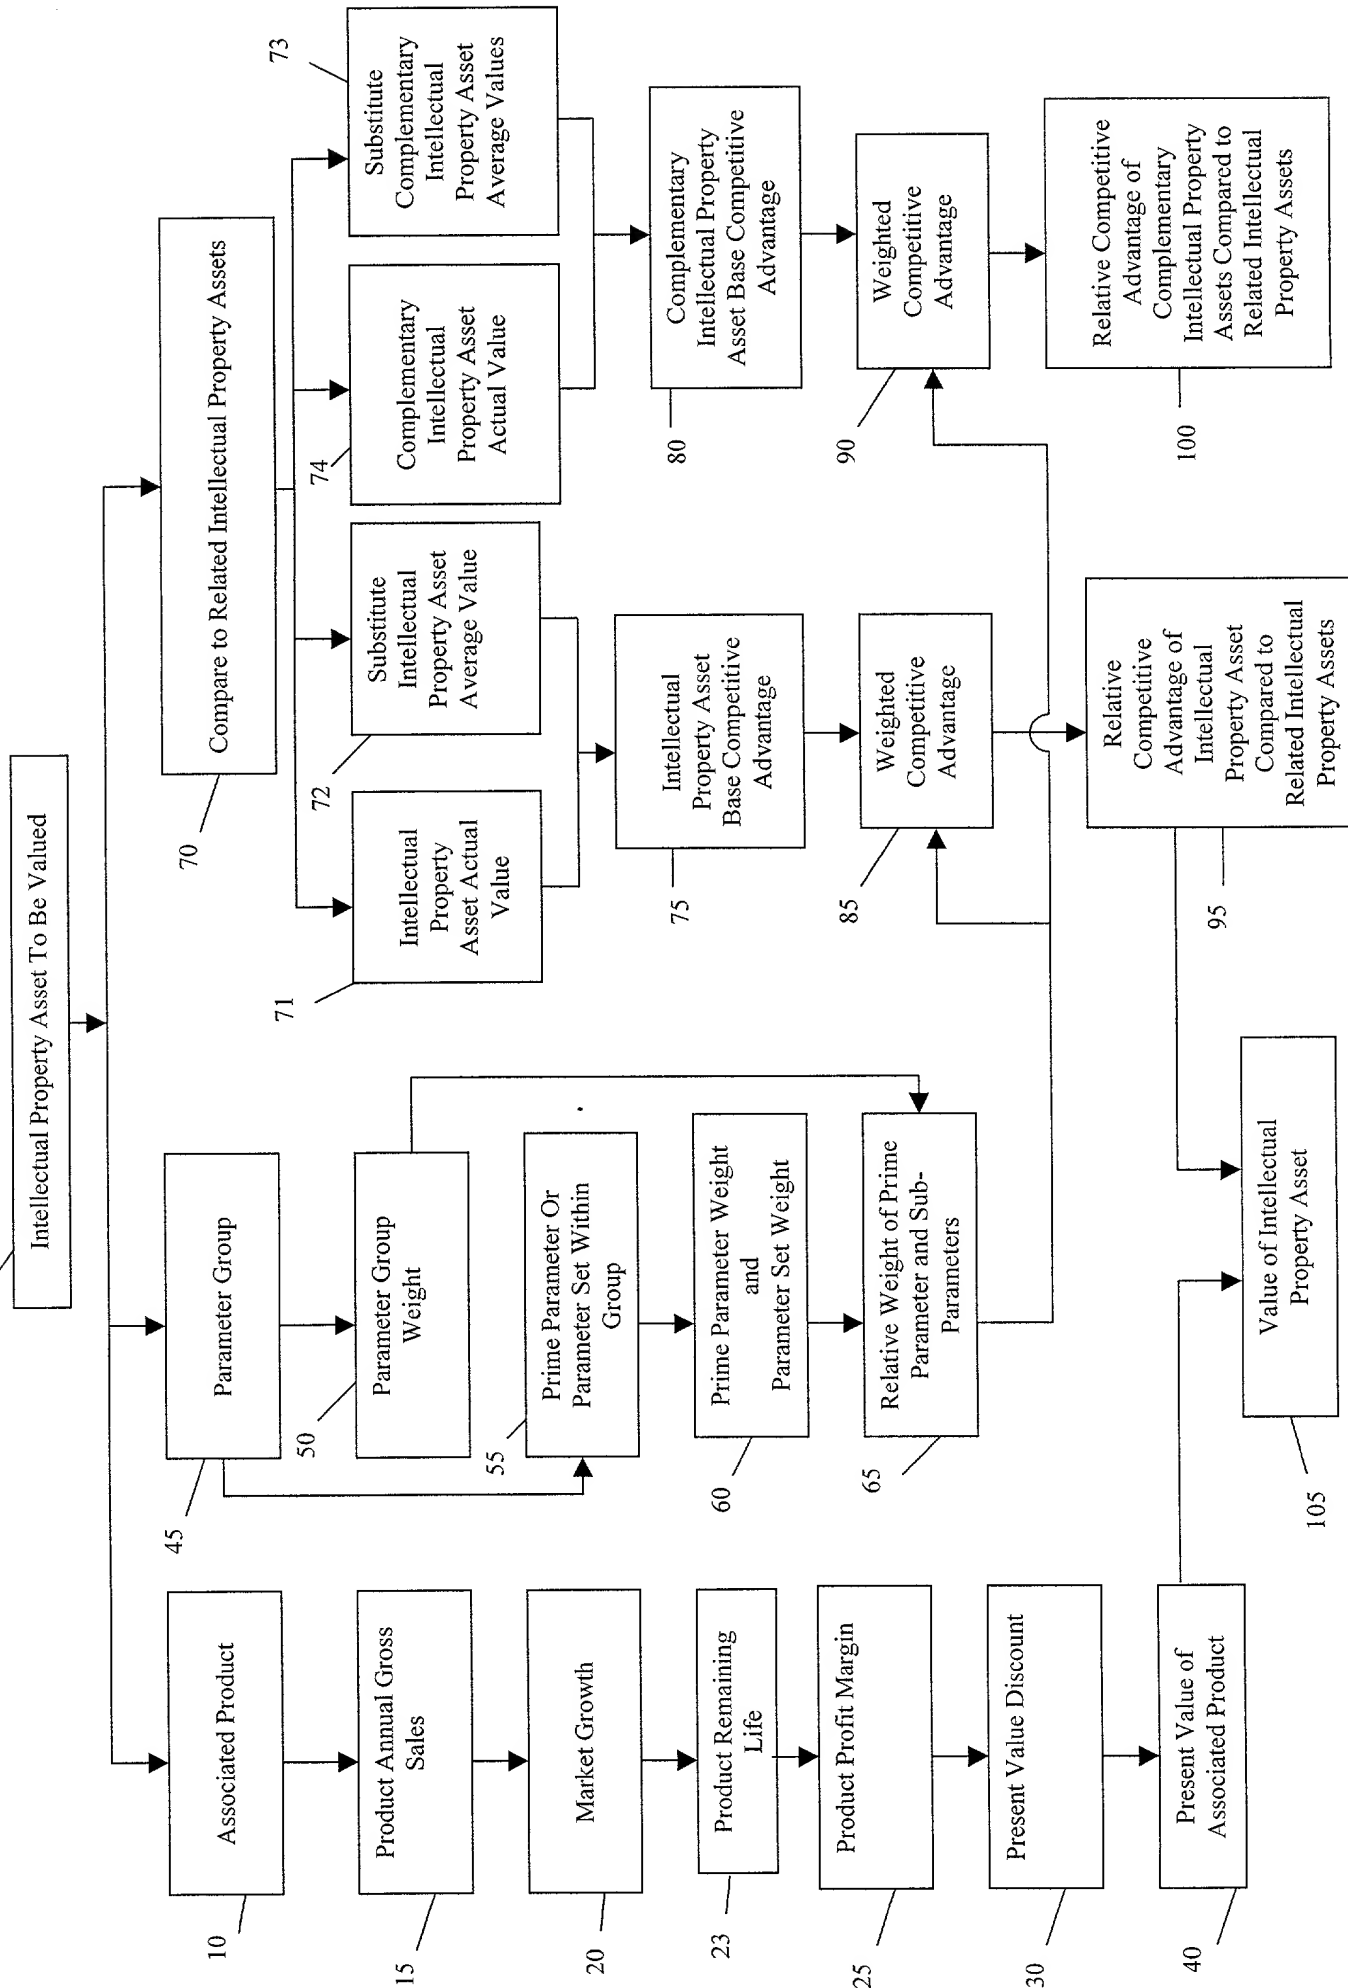 Intellectual Property Asset To Be Valued
Associated Product
10
Product Annual Gross
Sales
15
Market Growth
20
Product Remaining
Life
23
Product Profit Margin
25
Present Value Discount
30
Present Value of
Associated Product
40
Parameter Group
45
Parameter Group
Weight
50
Prime Parameter Or
Parameter Set Within
Group
55
Prime Parameter Weight
and
Parameter Set Weight
60
Relative Weight of Prime
Parameter and Sub-
Parameters
65
Compare to Related Intellectual Property Assets
70
Intellectual
Property
Asset Actual
Value
71
Substitute
Intellectual
Property Asset
Average Value
72
Complementary
Intellectual
Property Asset
Actual Value
74
Substitute
Complementary
Intellectual
Property Asset
Average Values
73
Intellectual
Property Asset
Base Competitive
Advantage
75
Complementary
Intellectual Property
Asset Base Competitive
Advantage
80
Weighted
Competitive
Advantage
85
Weighted
Competitive
Advantage
90
Relative
Competitive
Advantage of
Intellectual
Property Asset
Compared to
Related Intellectual
Property Assets
95
Relative Competitive
Advantage of
Complementary
Intellectual Property
Assets Compared to
Related Intellectual
Property Assets
100
Value of Intellectual
Property Asset
105